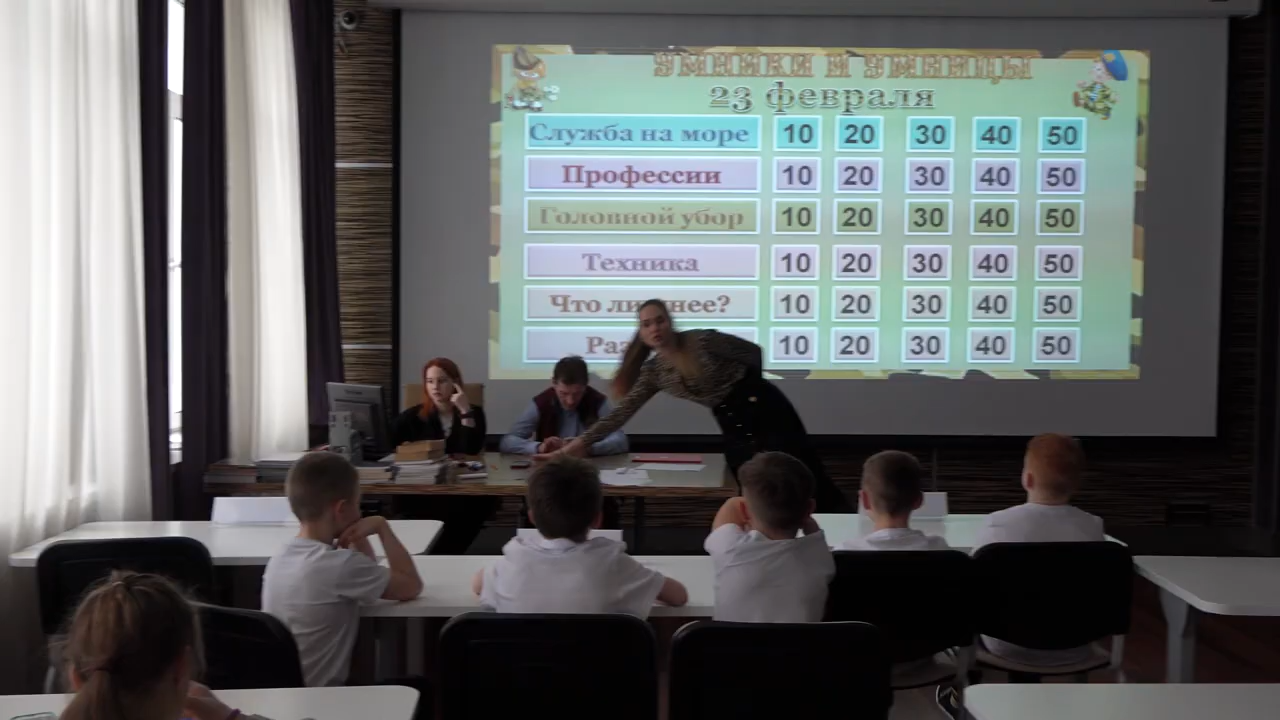 УМНИКИ И УМНИЦЫ
23 февраля
Служба на море 10 20 30 40 50
Профессии 10 20 30 40 50
Головной убор 10 20 30 40 50
Техника 10 20 30 40 50
Что лишнее? 10 20 30 40 50
10 20 30 40 50